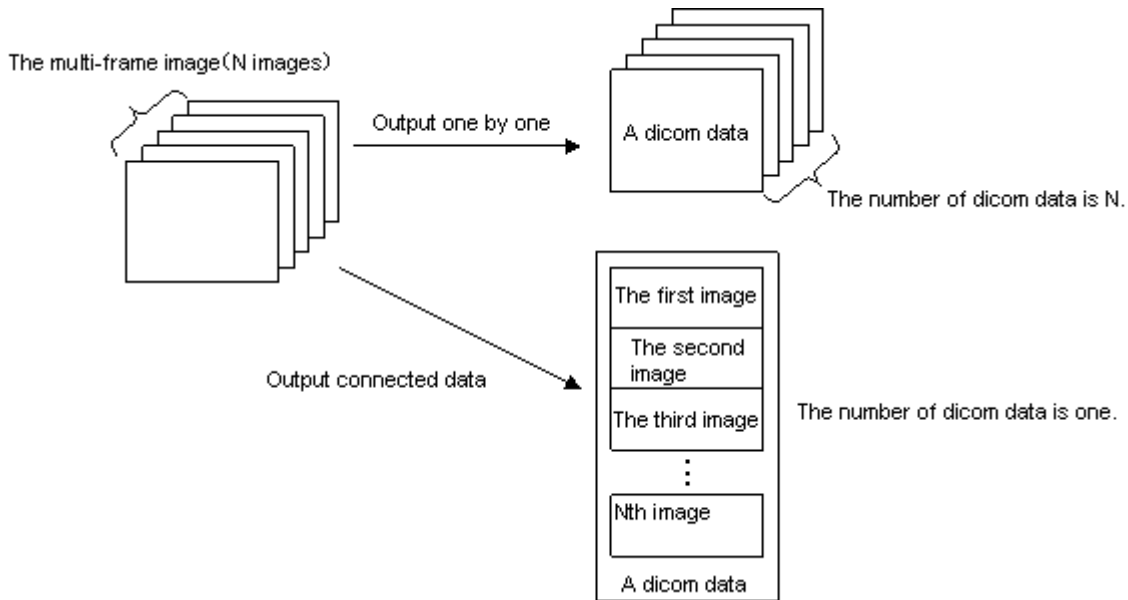 The multi-frame image(N images)
Output one by one
A dicom data
The number of dicom data is N.
Output connected data
The first image
The second
image
The third image
Nth image
A dicom data
The number of dicom data is one.